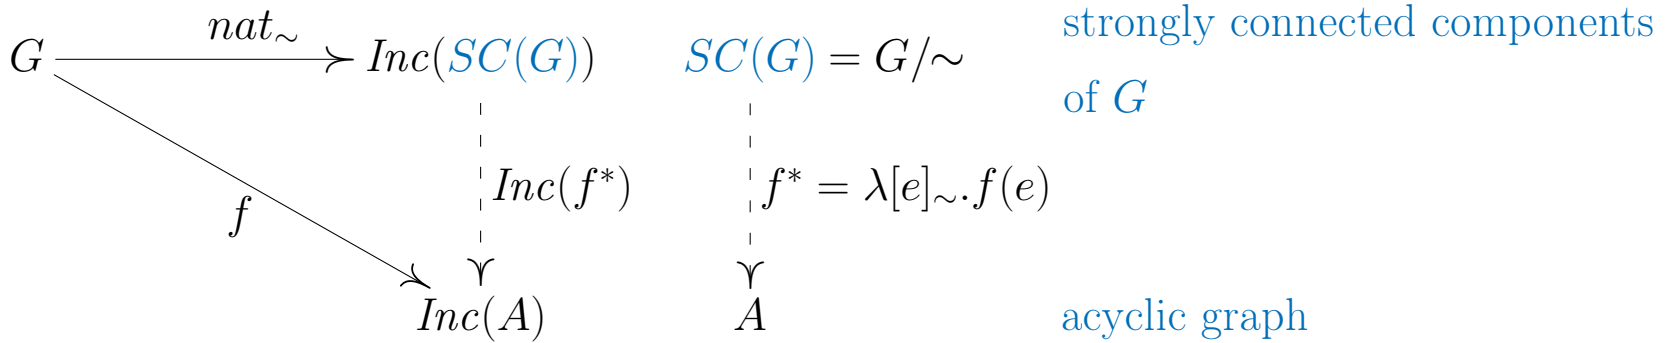 nat∼
strongly connected components
G Inc(SC(G)) SC(G) = G/∼
of G
Inc(f*) f* = λ[e]∼.f(e)
f
Inc(A) A acyclic graph